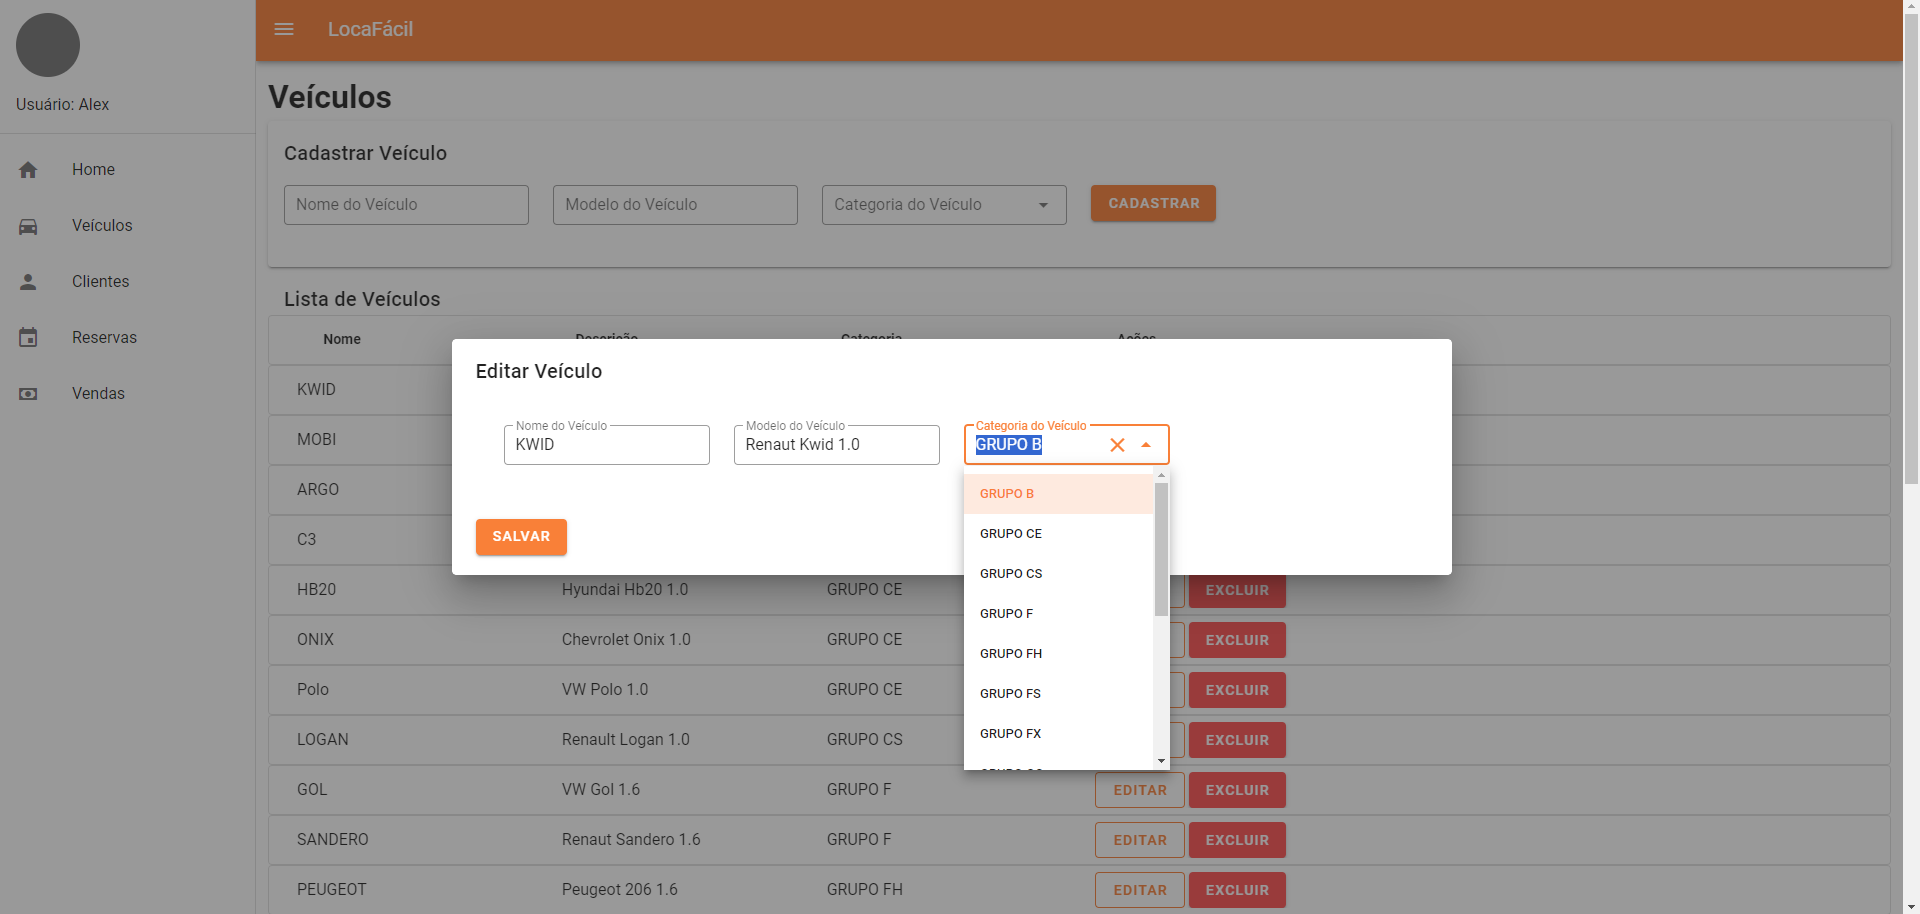 LocaFácil
Usuário: Alex
Home
Veículos
Clientes
Reservas
Vendas
Veículos
Cadastrar Veículo
Nome do Veículo Modelo do Veículo Categoria do Veículo CADASTRAR
Lista de Veículos
Nome Descrição Categoria Ações
KWID
MOBI
ARGO
C3
HB20 Hyundai Hb20 1.0 GRUPO CE EXCLUIR
ONIX Chevrolet Onix 1.0 GRUPO CE EXCLUIR
Polo VW Polo 1.0 GRUPO CE EXCLUIR
LOGAN Renault Logan 1.0 GRUPO CS EXCLUIR
GOL VW Gol 1.6 GRUPO F EDITAR EXCLUIR
SANDERO Renaut Sandero 1.6 GRUPO F EDITAR EXCLUIR
PEUGEOT Peugeot 206 1.6 GRUPO FH EDITAR EXCLUIR
Editar Veículo
Nome do Veículo Modelo do Veículo Categoria do Veículo
KWID Renaut Kwid 1.0 GRUPO B
SALVAR
GRUPO B
GRUPO CE
GRUPO CS
GRUPO F
GRUPO FH
GRUPO FS
GRUPO FX